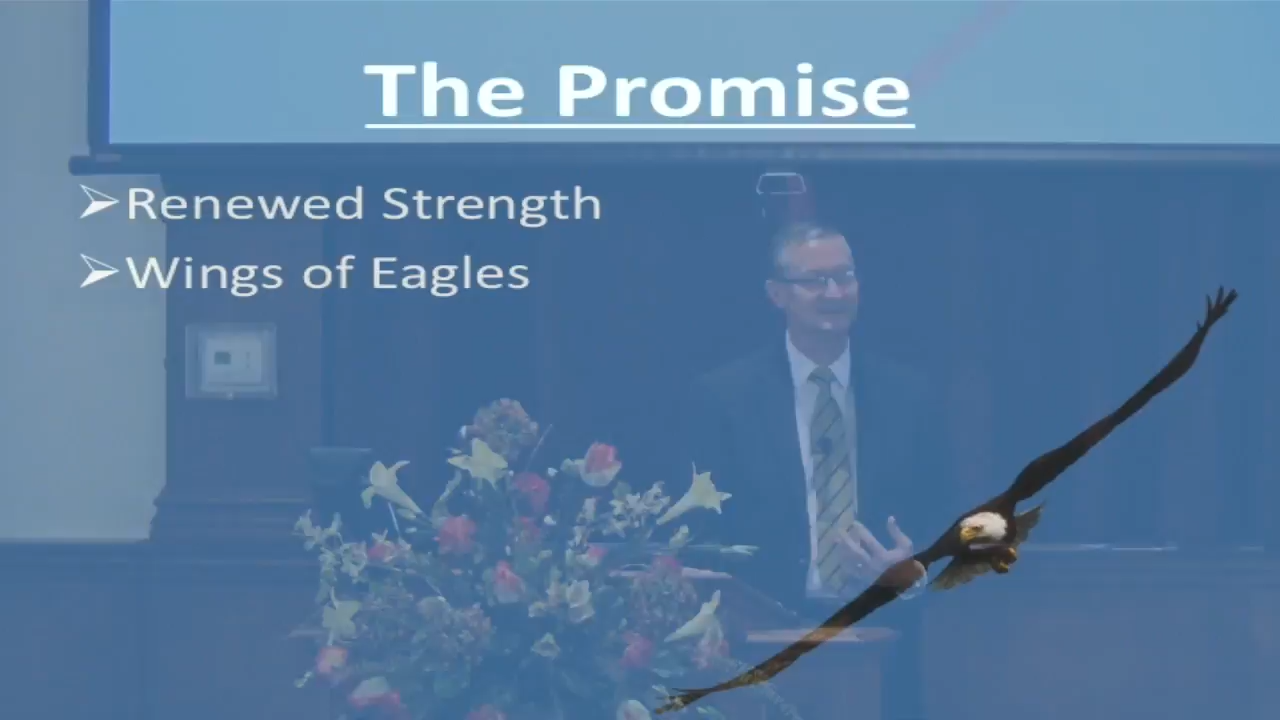 The Promise
➢Renewed Strength
➢Wings of Eagles